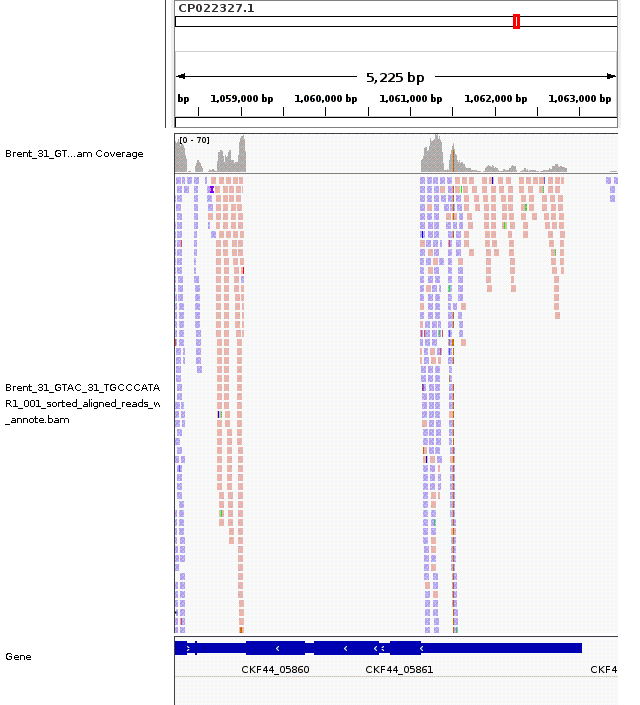 CP022327.1
5,225 bp
bp 1,059,000 bp 1,060,000 bp 1,061,000 bp 1,062,000 bp 1,063,000 bp
[0 - 70]
Brent_31_GT...am Coverage
Brent_31_GTAC_31_TGCCCATA
R1_001_sorted_aligned_reads_w
_annote.bam
Gene
CKF44_05860 CKF44_05861 CKF4